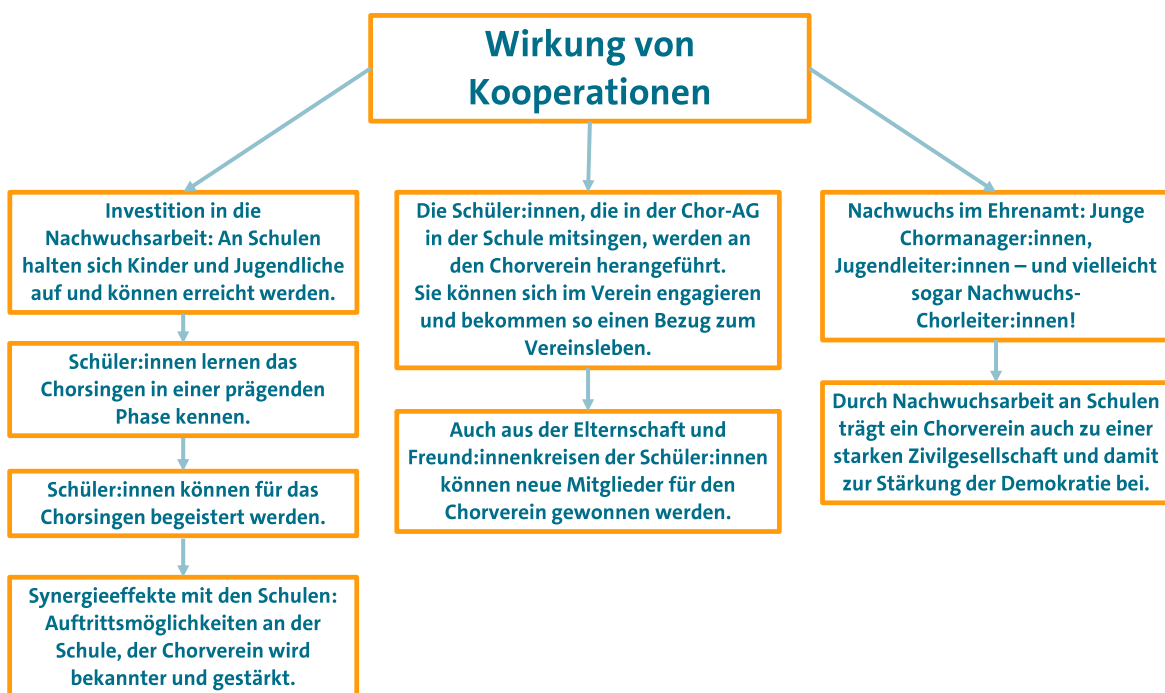 Wirkung von
Kooperationen
Investition in die
Nachwuchsarbeit: An Schulen
halten sich Kinder und Jugendliche
auf und können erreicht werden.
Schüler:innen lernen das
Chorsingen in einer prägenden
Phase kennen.
Schüler:innen können für das
Chorsingen begeistert werden.
Synergieeffekte mit den Schulen:
Auftrittsmöglichkeiten an der
Schule, der Chorverein wird
bekannter und gestärkt.
Die Schüler:innen, die in der Chor-AG
in der Schule mitsingen, werden an
den Chorverein herangeführt.
Sie können sich im Verein engagieren
und bekommen so einen Bezug zum
Vereinsleben.
Auch aus der Elternschaft und
Freund:innenkreisen der Schüler:innen
können neue Mitglieder für den
Chorverein gewonnen werden.
Nachwuchs im Ehrenamt: Junge
Chormanager:innen,
Jugendleiter:innen – und vielleicht
sogar Nachwuchs-
Chorleiter:innen!
Durch Nachwuchsarbeit an Schulen
trägt ein Chorverein auch zu einer
starken Zivilgesellschaft und damit
zur Stärkung der Demokratie bei.